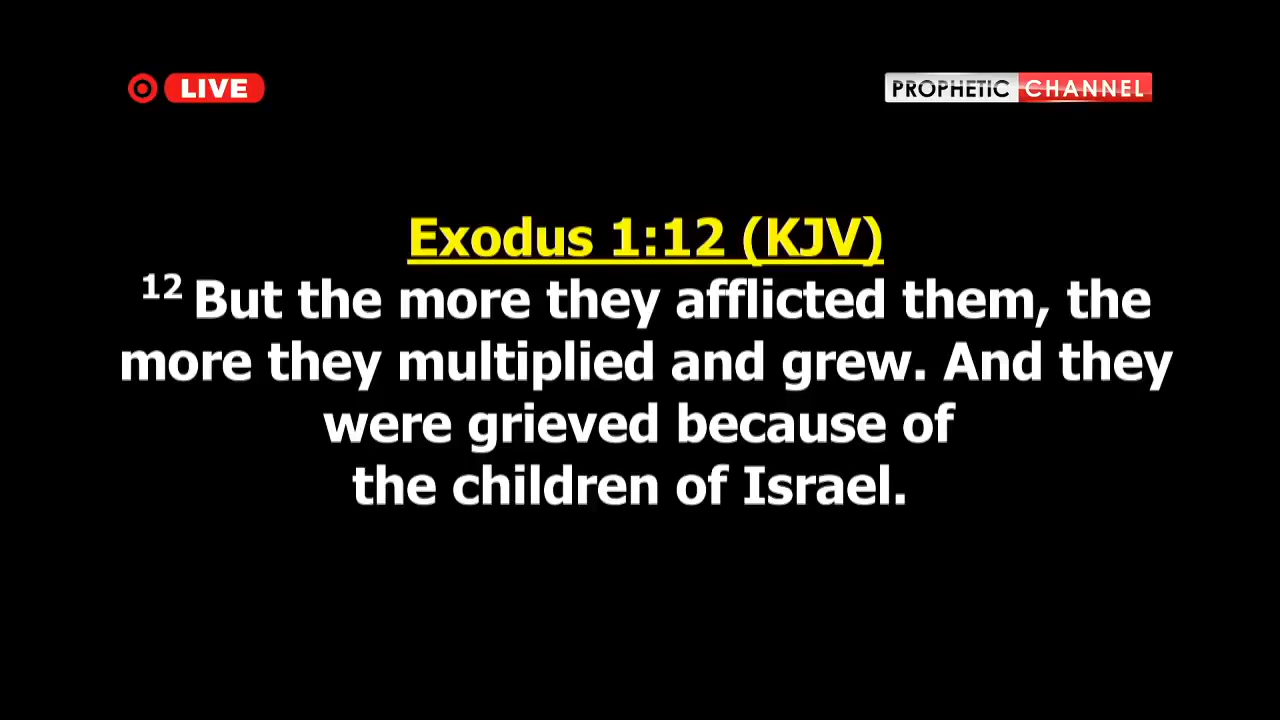 LIVE
PROPHETIC CHANNEL
Exodus 1:12 (KJV)
12 But the more they afflicted them, the
more they multiplied and grew. And they
were grieved because of
the children of Israel.